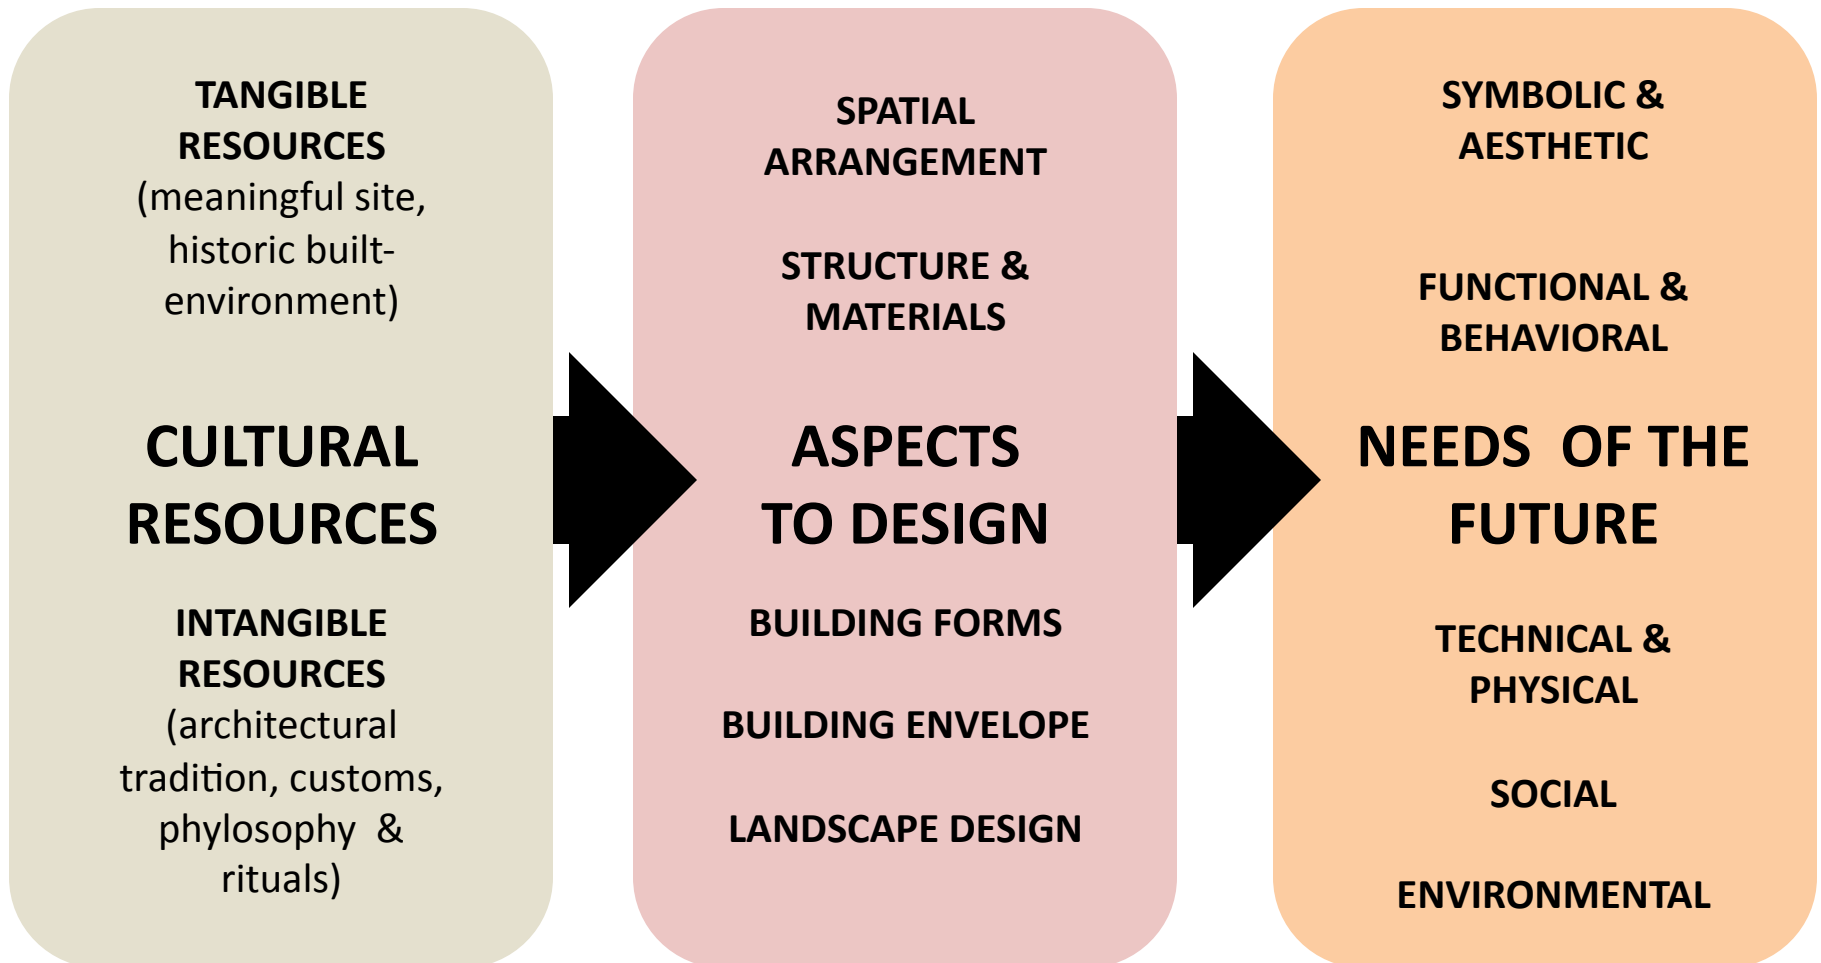 TANGIBLE
RESOURCES
(meaningful site,
historic built-
environment)
CULTURAL
RESOURCES
INTANGIBLE
RESOURCES
(architectural
tradition, customs,
phylosophy  &
rituals)
SPATIAL
ARRANGEMENT
STRUCTURE &
MATERIALS
ASPECTS
TO DESIGN
BUILDING FORMS
BUILDING ENVELOPE
LANDSCAPE DESIGN
SYMBOLIC &
AESTHETIC
FUNCTIONAL &
BEHAVIORAL
NEEDS  OF THE
FUTURE
TECHNICAL &
PHYSICAL
SOCIAL
ENVIRONMENTAL